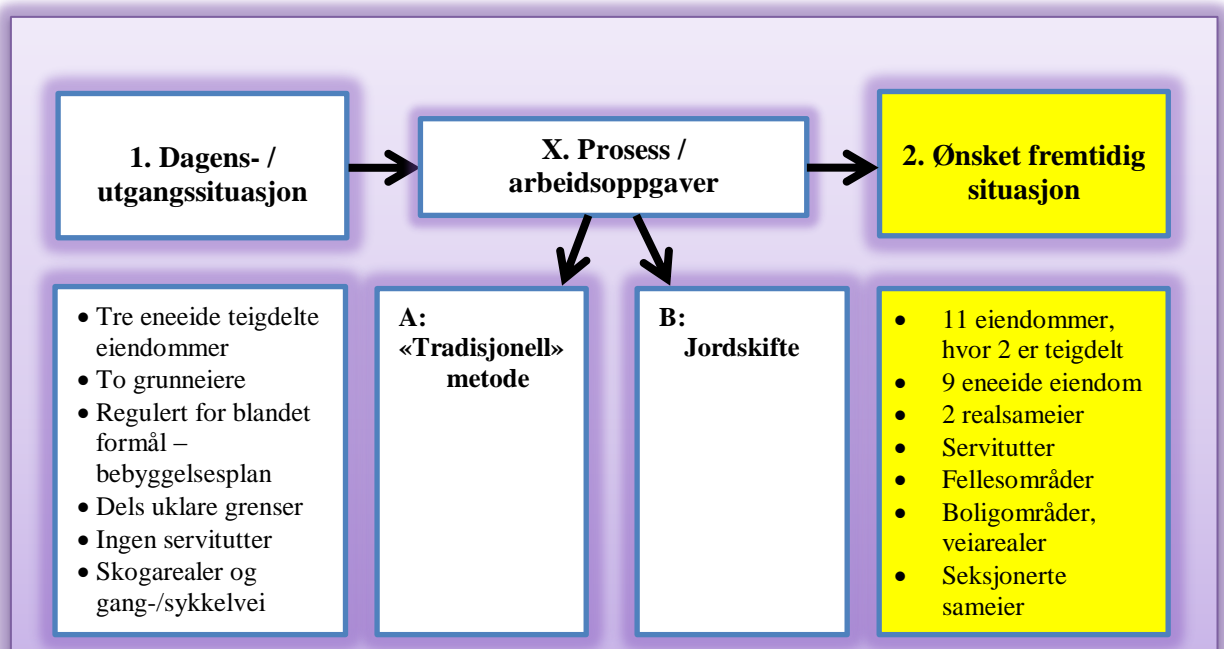 1. Dagens- /
utgangssituasjon
X. Prosess /
arbeidsoppgaver
2. Ønsket fremtidig
situasjon
• Tre eneeide teigdelte
eiendommer
• To grunneiere
• Regulert for blandet
formål –
bebyggelsesplan
• Dels uklare grenser
• Ingen servitutter
• Skogarealer og
gang-/sykkelvei
A:
«Tradisjonell»
metode
B:
Jordskifte
• 11 eiendommer,
hvor 2 er teigdelt
• 9 eneeide eiendom
• 2 realsameier
• Servitutter
• Fellesområder
• Boligområder,
veiarealer
• Seksjonerte
sameier